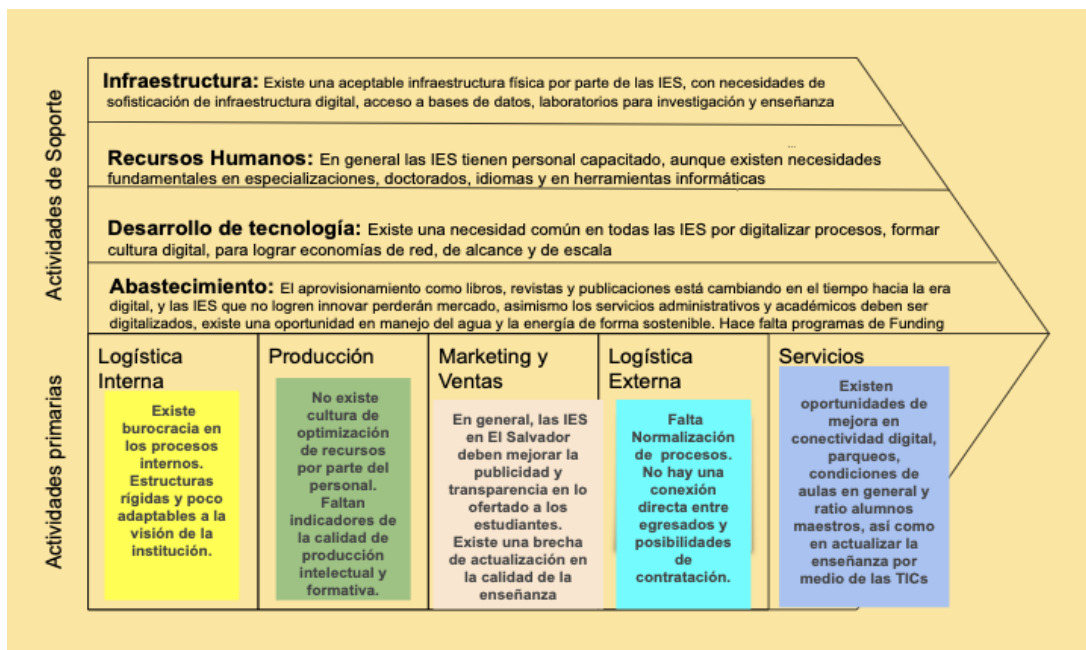 Actividades de Soporte
Infraestructura: Existe una aceptable infraestructura física por parte de las IES, con necesidades de
sofisticación de infraestructura digital, acceso a bases de datos, laboratorios para investigación y enseñanza
Recursos Humanos: En general las IES tienen personal capacitado, aunque existen necesidades
fundamentales en especializaciones, doctorados, idiomas y en herramientas informáticas
Desarrollo de tecnología: Existe una necesidad común en todas las IES por digitalizar procesos, formar
cultura digital, para lograr economías de red, de alcance y de escala
Abastecimiento: El aprovisionamiento como libros, revistas y publicaciones está cambiando en el tiempo hacia la era
digital, y las IES que no logren innovar perderán mercado, asimismo los servicios administrativos y académicos deben ser
digitalizados, existe una oportunidad en manejo del agua y la energía de forma sostenible. Hace falta programas de Funding
Actividades primarias
Logística
Interna
Existe
burocracia en
los procesos
internos.
Estructuras
rígidas y poco
adaptables a la
visión de la
institución.
Producción
No existe
cultura de
optimización
de recursos
por parte del
personal.
Faltan
indicadores de
la calidad de
producción
intelectual y
formativa.
Marketing y
Ventas
En general, las IES
en El Salvador
deben mejorar la
publicidad y
transparencia en lo
ofertado a los
estudiantes.
Existe una brecha
de actualización en
la calidad de la
enseñanza
Logística
Externa
Falta
Normalización
de procesos.
No hay una
conexión
directa entre
egresados y
posibilidades
de
contratación.
Servicios
Existen
oportunidades de
mejora en
conectividad digital,
parqueos,
condiciones de
aulas en general y
ratio alumnos
maestros, así como
en actualizar la
enseñanza por
medio de las TICs